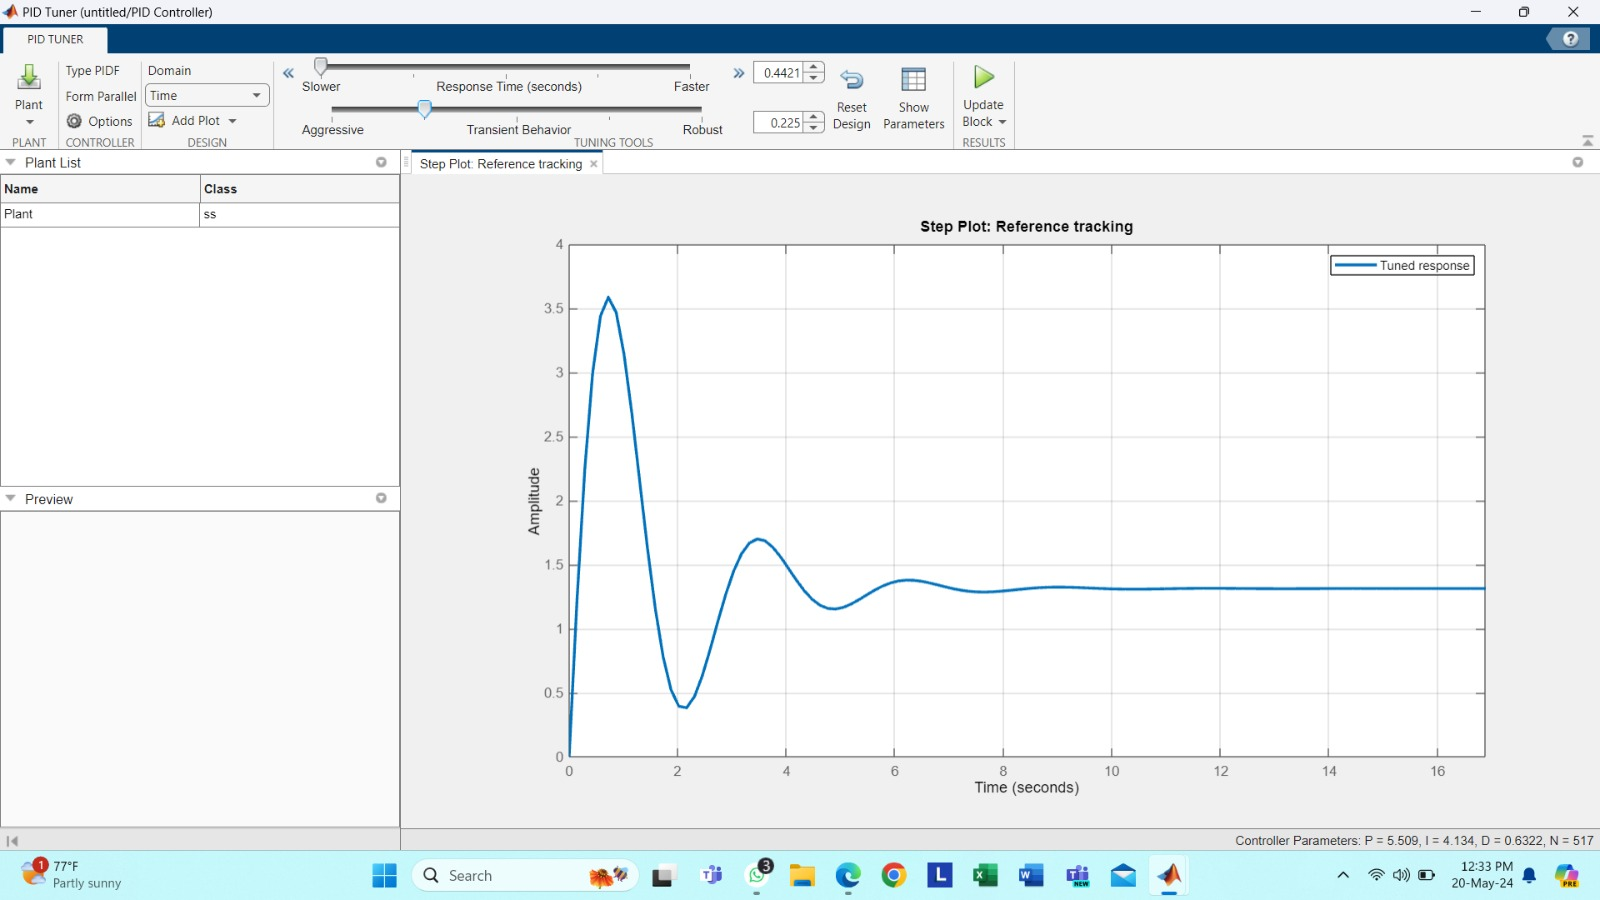 PID Tuner (untitled/PID Controller)
PID TUNER
Plant
PLANT
Type PIDF
Form Parallel
Options
CONTROLLER
Domain
Time
Add Plot
DESIGN
Slower
Response Time (seconds)
Faster
0.4421
Aggressive
Transient Behavior
Robust
0.225
TUNING TOOLS
Reset
Design
Show
Parameters
Update
Block
RESULTS
Plant List
Name Class
Plant ss
Preview
Step Plot: Reference tracking
Step Plot: Reference tracking
Tuned response
4
3.5
3
2.5
2
1.5
1
0.5
0
Amplitude
0 2 4 6 8 10 12 14 16
Time (seconds)
Controller Parameters: P = 5.509, I = 4.134, D = 0.6322, N = 517
1
77°F
Partly sunny
Search
3
L
NEW
12:33 PM
20-May-24
PRE